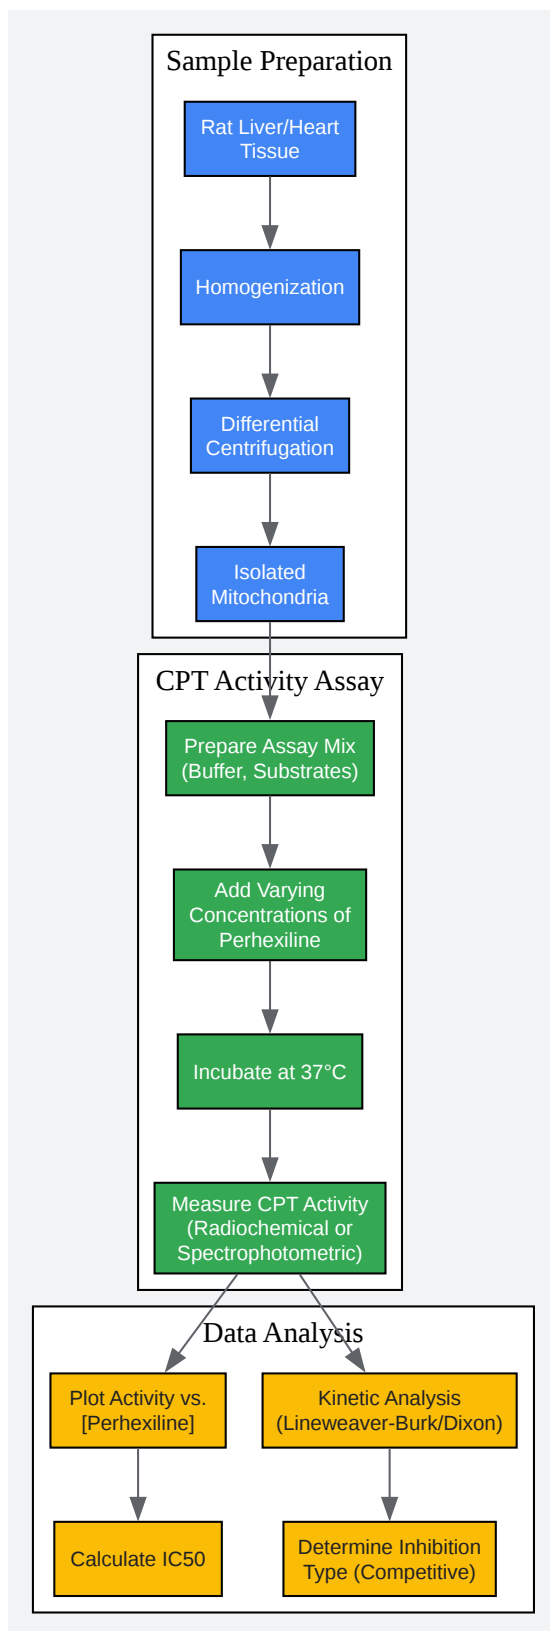 Sample Preparation
Rat Liver/Heart
Tissue
Homogenization
Differential
Centrifugation
Isolated
Mitochondria
CPT Activity Assay
Prepare Assay Mix
(Buffer, Substrates)
Add Varying
Concentrations of
Perhexiline
Incubate at 37°C
Measure CPT Activity
(Radiochemical or
Spectrophotometric)
Data Analysis
Plot Activity vs.
[Perhexiline]
Kinetic Analysis
(Lineweaver-Burk/Dixon)
Calculate IC50
Determine Inhibition
Type (Competitive)